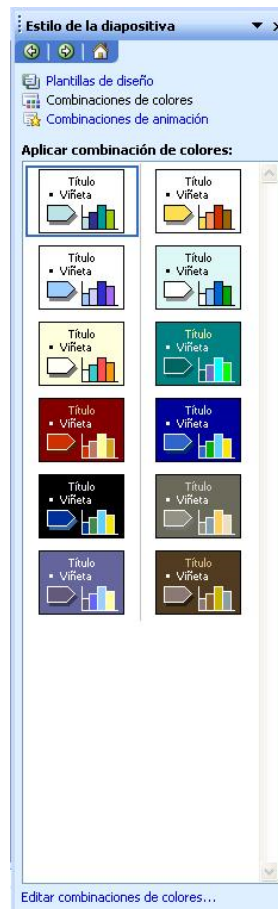 Estilo de la diapositiva
Plantillas de diseño
Combinaciones de colores
Combinaciones de animación
Aplicar combinación de colores:
Título
Viñeta
Título
Viñeta
Título
Viñeta
Título
Viñeta
Título
Viñeta
Título
Viñeta
Título
Viñeta
Título
Viñeta
Título
Viñeta
Título
Viñeta
Título
Viñeta
Título
Viñeta
Editar combinaciones de colores...